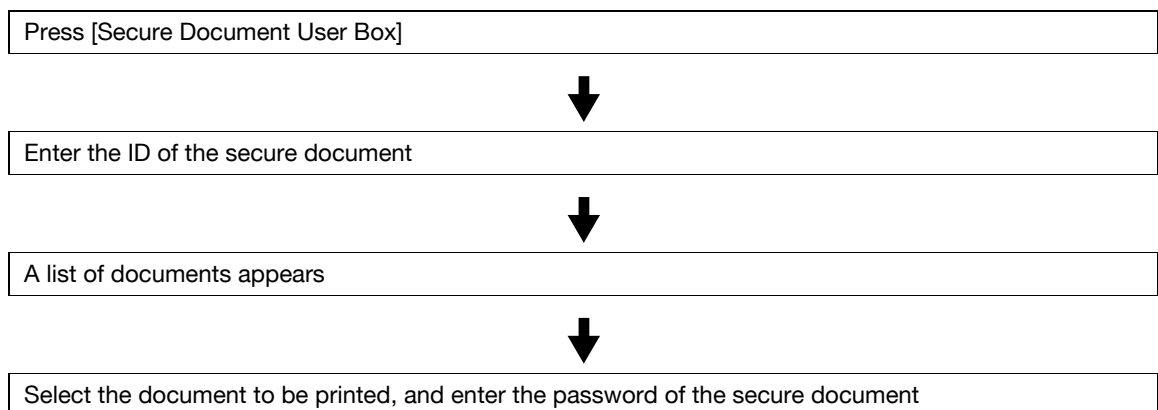 Press [Secure Document User Box]
Enter the ID of the secure document
A list of documents appears
Select the document to be printed, and enter the password of the secure document